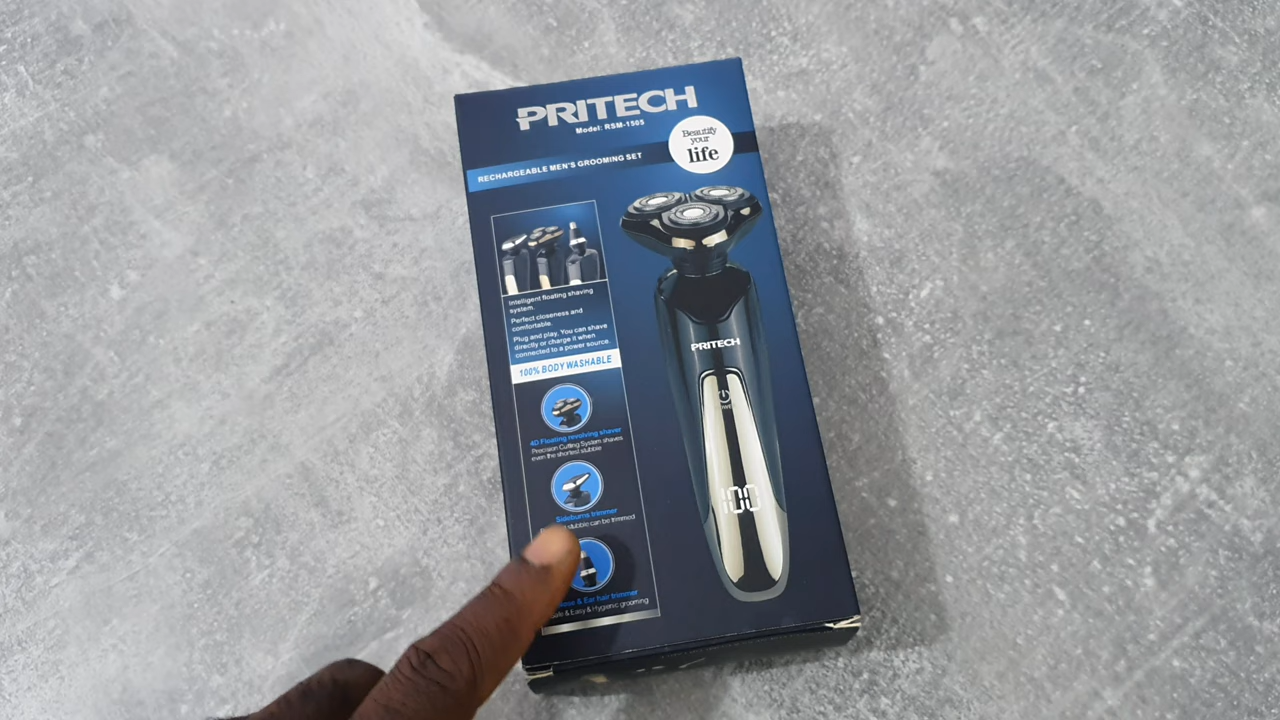 PRITECH
Model: RSM-1505
Beautify
your
life
RECHARGEABLE MEN'S GROOMING SET
Intelligent floating shaving
system.
Perfect closeness and
comfortable.
Plug and play. You can shave
directly or charge it when
connected to a power source.
100% BODY WASHABLE
PRITECH
100
4D Floating revolving shaver
Precision Cutting System shaves
even the shortest stubble
Sideburns trimmer
stubble can be trimmed
& Ear hair trimmer
& Easy & Hygienic grooming